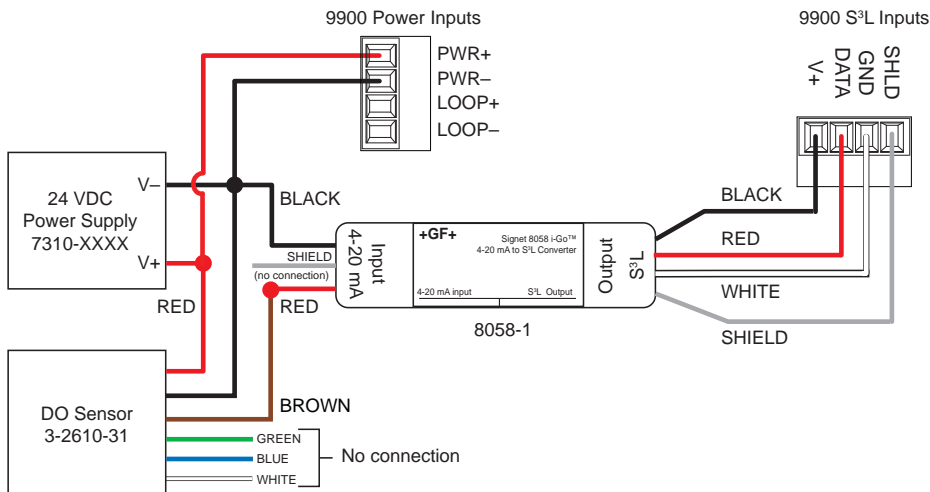 9900 Power Inputs
PWR+
PWR–
LOOP+
LOOP–
9900 S³L Inputs
V+
DATA
GND
SHLD
24 VDC
Power Supply
7310-XXXX
V–
V+
BLACK
RED
SHIELD
(no connection)
RED
Input
4-20 mA
+GF+
Signet 8058 i-Go™
4-20 mA to S³L Converter
4-20 mA input
S³L Output
Output
S³L
8058-1
BLACK
RED
WHITE
SHIELD
DO Sensor
3-2610-31
BROWN
GREEN
BLUE
WHITE
No connection